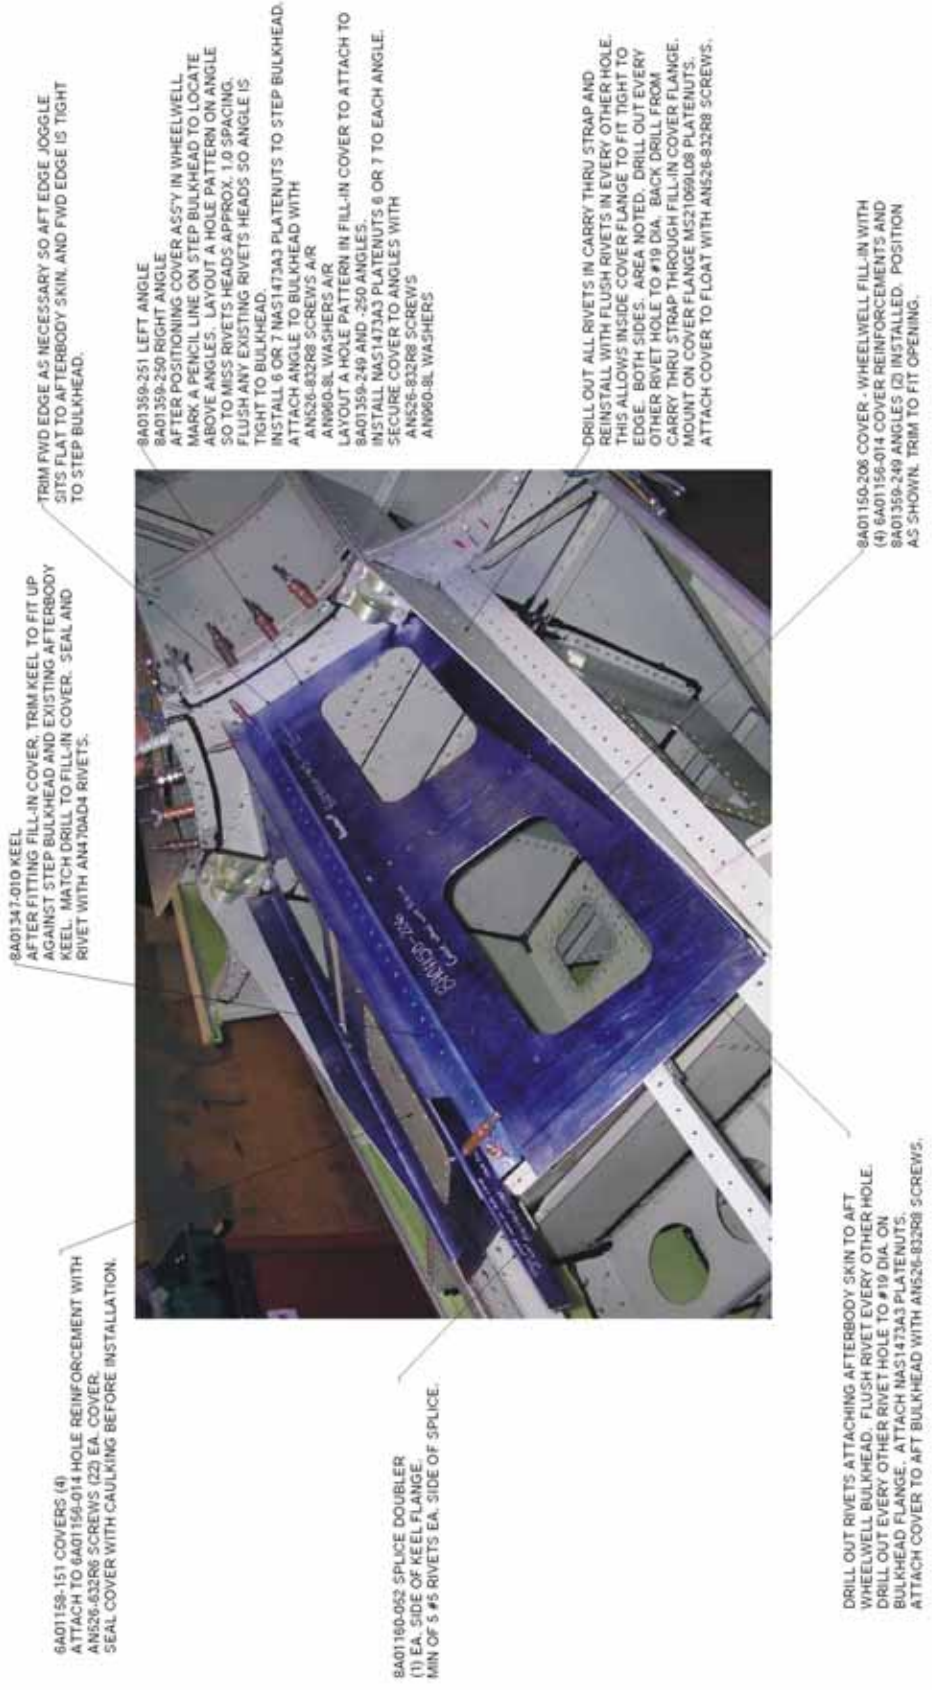 6A01158-151 COVERS (4)
ATTACH TO 6A01156-014 HOLE REINFORCEMENT WITH
AN526-632R6 SCREWS (22) EA. COVER.
SEAL COVER WITH CAULKING BEFORE INSTALLATION.
8A01347-010 KEEL
AFTER FITTING FILL-IN COVER, TRIM KEEL TO FIT UP
AGAINST STEP BULKHEAD AND EXISTING AFTERBODY
KEEL. MATCH DRILL TO FILL-IN COVER. SEAL AND
RIVET WITH AN470AD4 RIVETS.
TRIM FWD EDGE AS NECESSARY SO AFT EDGE JOGGLE
SITS FLAT TO AFTERBODY SKIN, AND FWD EDGE IS TIGHT
TO STEP BULKHEAD.
8A01359-251 LEFT ANGLE
8A01359-250 RIGHT ANGLE
AFTER POSITIONING COVER ASS'Y IN WHEELWELL
MARK A PENCIL LINE ON STEP BULKHEAD TO LOCATE
ABOVE ANGLES. LAYOUT A HOLE PATTERN ON ANGLE
SO TO MISS RIVETS HEADS APPROX. 1.0 SPACING.
FLUSH ANY EXISTING RIVETS HEADS SO ANGLE IS
TIGHT TO BULKHEAD.
INSTALL 6 OR 7 NAS1473A3 PLATENUTS TO STEP BULKHEAD.
ATTACH ANGLE TO BULKHEAD WITH
AN526-832R8 SCREWS A/R
AN960-8L WASHERS A/R
LAYOUT A HOLE PATTERN IN FILL-IN COVER TO ATTACH TO
8A01359-249 AND -250 ANGLES.
INSTALL NAS1473A3 PLATENUTS 6 OR 7 TO EACH ANGLE.
SECURE COVER TO ANGLES WITH
AN526-832R8 SCREWS
AN960-8L WASHERS
8A01150-206
8A01160-052 SPLICE DOUBLER
(1) EA. SIDE OF KEEL FLANGE.
MIN OF 5 #5 RIVETS EA. SIDE OF SPLICE.
DRILL OUT ALL RIVETS IN CARRY THRU STRAP AND
REINSTALL WITH FLUSH RIVETS IN EVERY OTHER HOLE.
THIS ALLOWS INSIDE COVER FLANGE TO FIT TIGHT TO
EDGE. BOTH SIDES. AREA NOTED. DRILL OUT EVERY
OTHER RIVET HOLE TO #19 DIA. BACK DRILL FROM
CARRY THRU STRAP THROUGH FILL-IN COVER FLANGE.
MOUNT ON COVER FLANGE MS21069L08 PLATENUTS.
ATTACH COVER TO FLOAT WITH AN526-832R8 SCREWS.
DRILL OUT RIVETS ATTACHING AFTERBODY SKIN TO AFT
WHEELWELL BULKHEAD. FLUSH RIVET EVERY OTHER HOLE.
DRILL OUT EVERY OTHER RIVET HOLE TO #19 DIA. ON
BULKHEAD FLANGE. ATTACH NAS1473A3 PLATENUTS.
ATTACH COVER TO AFT BULKHEAD WITH AN526-832R8 SCREWS.
8A01150-206 COVER - WHEELWELL FILL-IN WITH
(4) 6A01156-014 COVER REINFORCEMENTS AND
8A01359-249 ANGLES (2) INSTALLED. POSITION
AS SHOWN. TRIM TO FIT OPENING.